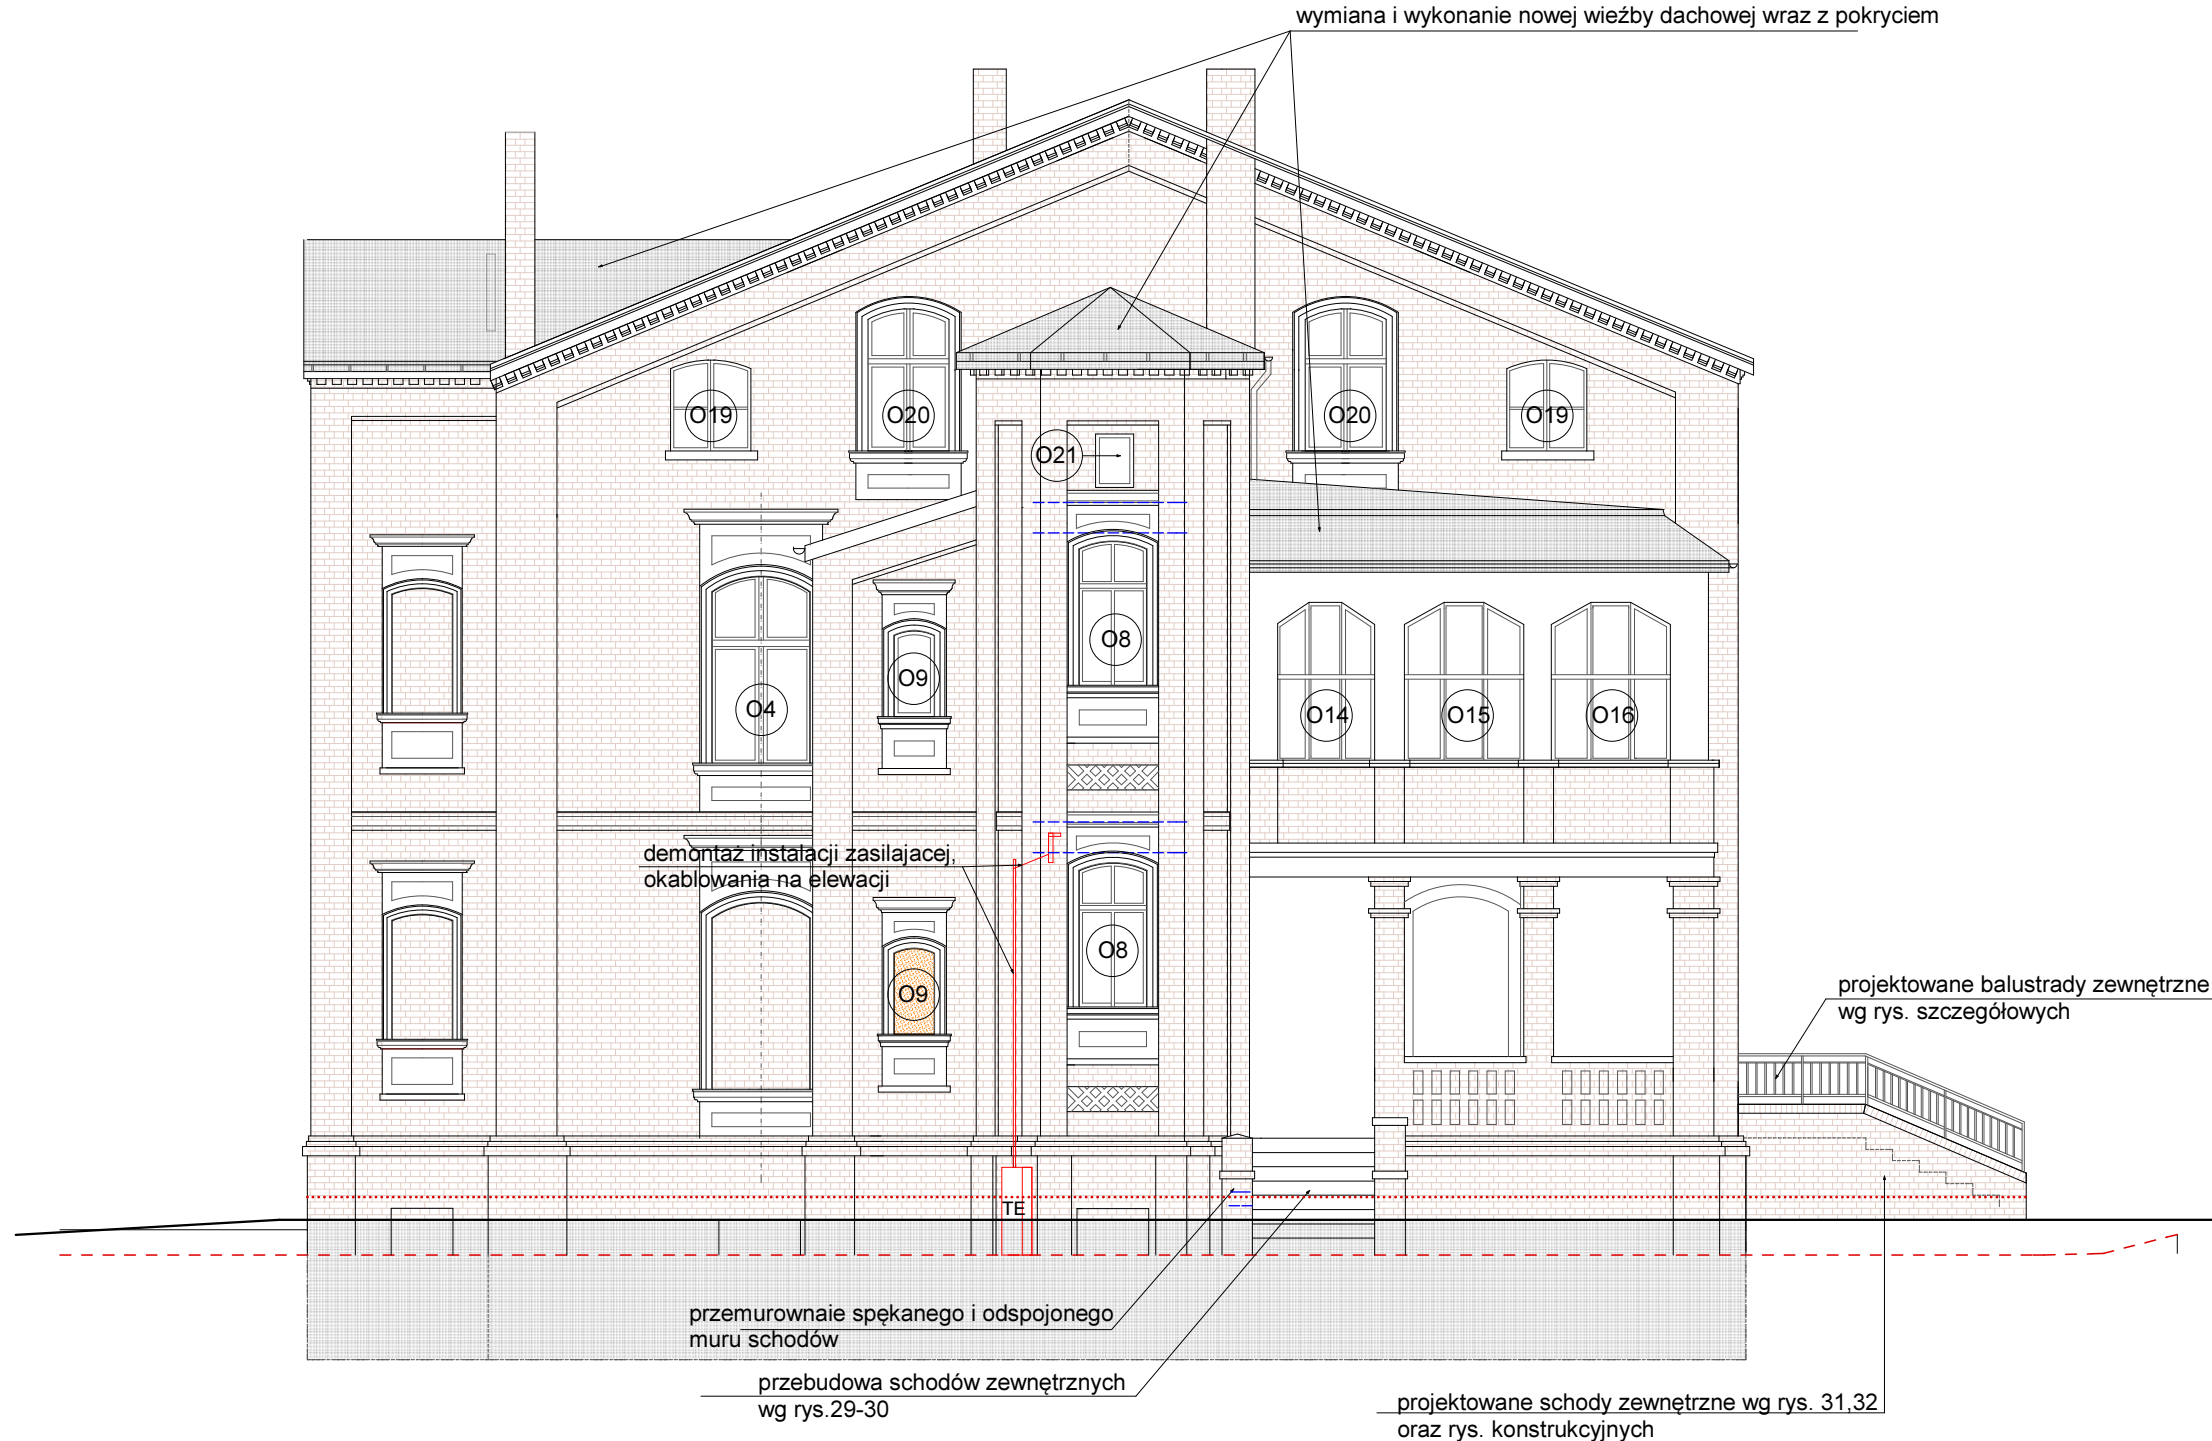 wymiana i wykonanie nowej wieźby dachowej wraz z pokryciem
O19
O20
O20
O19
O21
O8
O9
O4
O14
O15
O16
demontaż instalacji zasilajacej,
okablowania na elewacji
O8
O9
projektowane balustrady zewnętrzne
wg rys. szczegółowych
TE
przemurownaie spękanego i odspojonego
muru schodów
przebudowa schodów zewnętrznych
wg rys.29-30
projektowane schody zewnętrzne wg rys. 31,32
oraz rys. konstrukcyjnych